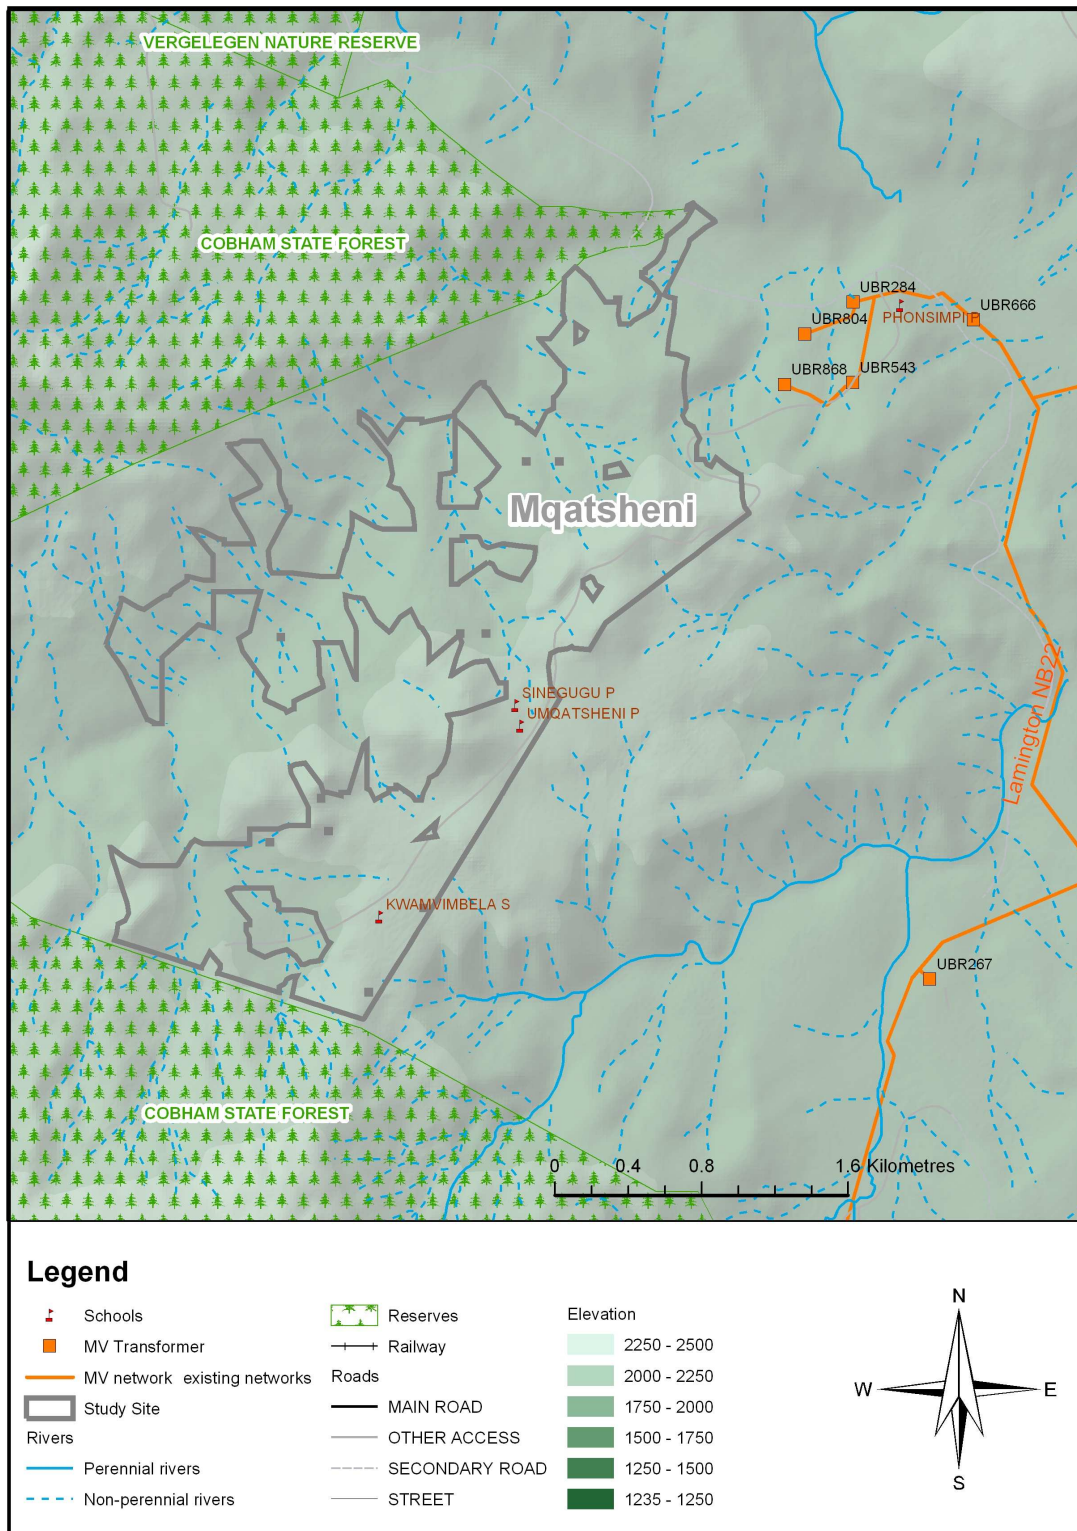 VERGELEGEN NATURE RESERVE
COBHAM STATE FOREST
UBR284
UBR666
PHONSIMPI P
UBR804
UBR868
UBR543
Mqatsheni
Lamington NB22
SINEGUGU P
UMQATSHENI P
KWAMVIMBELA S
UBR267
COBHAM STATE FOREST
0 0.4 0.8 1.6 Kilometres
Legend
Schools
MV Transformer
MV network existing networks
Study Site
Rivers
Perennial rivers
Non-perennial rivers
Reserves
Railway
Roads
MAIN ROAD
OTHER ACCESS
SECONDARY ROAD
STREET
Elevation
2250 - 2500
2000 - 2250
1750 - 2000
1500 - 1750
1250 - 1500
1235 - 1250
N
W E
S